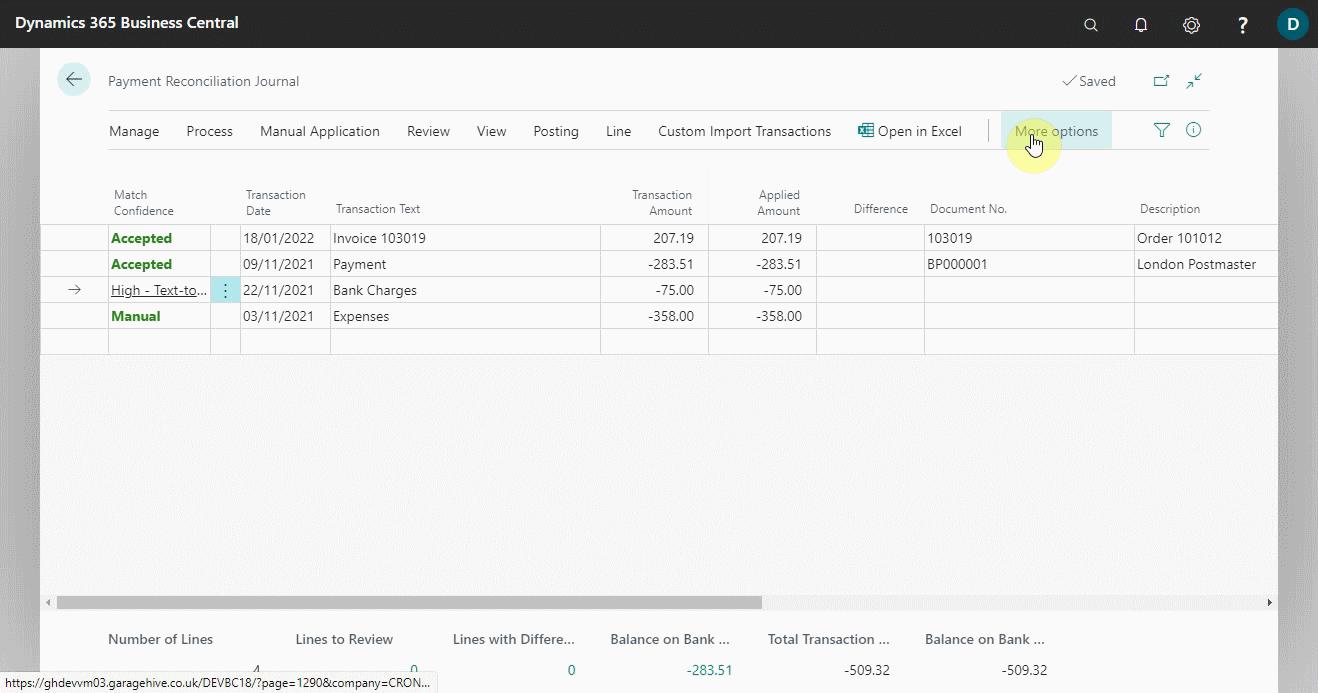 Dynamics 365 Business Central
?
D
Payment Reconciliation Journal
Saved
Manage Process Manual Application Review View Posting Line Custom Import Transactions Open in Excel More options
Match Confidence Transaction Date Transaction Text Transaction Amount Applied Amount Difference Document No. Description
Accepted 18/01/2022 Invoice 103019 207.19 207.19 103019 Order 101012
Accepted 09/11/2021 Payment -283.51 -283.51 BP000001 London Postmaster
High - Text-to... 22/11/2021 Bank Charges -75.00 -75.00
Manual 03/11/2021 Expenses -358.00 -358.00
Number of Lines Lines to Review Lines with Differe... Balance on Bank ... Total Transaction ... Balance on Bank ...
4 0 0 -283.51 -509.32 -509.32
https://ghdevvm03.garagehive.co.uk/DEVBC18/?page=1290&company=CRON...